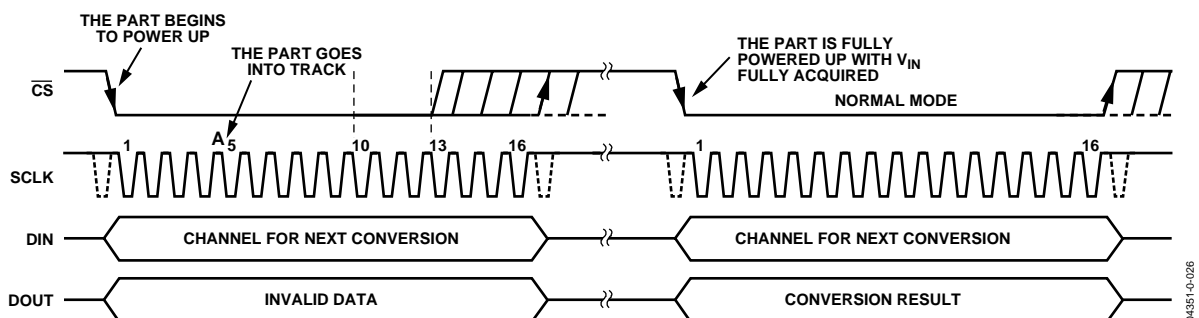 THE PART BEGINS
TO POWER UP
THE PART GOES
INTO TRACK
THE PART IS FULLY
POWERED UP WITH VIN
FULLY ACQUIRED
CS
NORMAL MODE
A
1 5 10 13 16 1 16
SCLK
DIN CHANNEL FOR NEXT CONVERSION CHANNEL FOR NEXT CONVERSION
DOUT INVALID DATA CONVERSION RESULT
04351-0-026